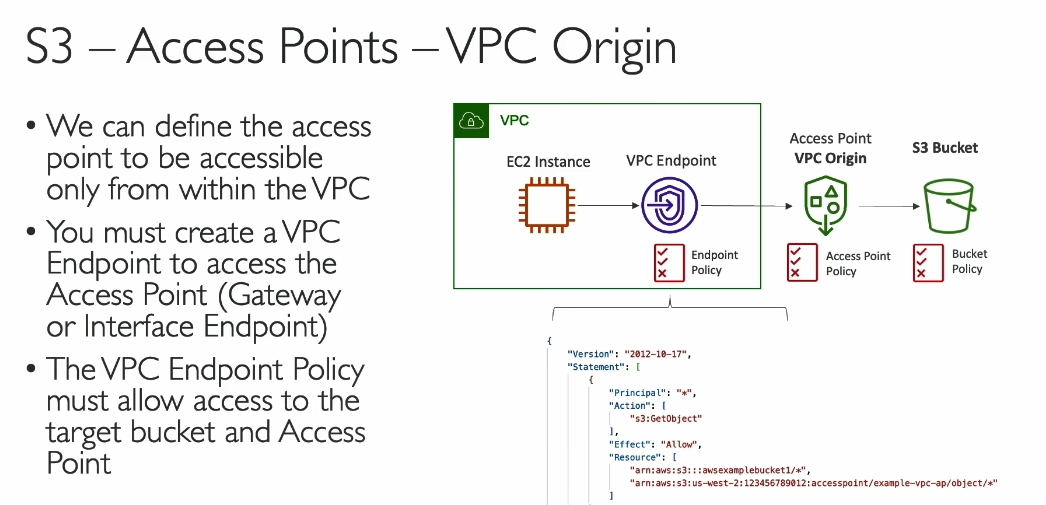 S3 – Access Points – VPC Origin
• We can define the access
point to be accessible
only from within the VPC
• You must create a VPC
Endpoint to access the
Access Point (Gateway
or Interface Endpoint)
• The VPC Endpoint Policy
must allow access to the
target bucket and Access
Point
VPC
EC2 Instance
VPC Endpoint
Access Point
VPC Origin
S3 Bucket
Endpoint
Policy
Access Point
Policy
Bucket
Policy
{
"Version": "2012-10-17",
"Statement": [
{
"Principal": "*",
"Action": [
"s3:GetObject"
],
"Effect": "Allow",
"Resource": [
"arn:aws:s3:::awsexamplebucket1/*",
"arn:aws:s3:us-west-2:123456789012:accesspoint/example-vpc-ap/object/*"
]